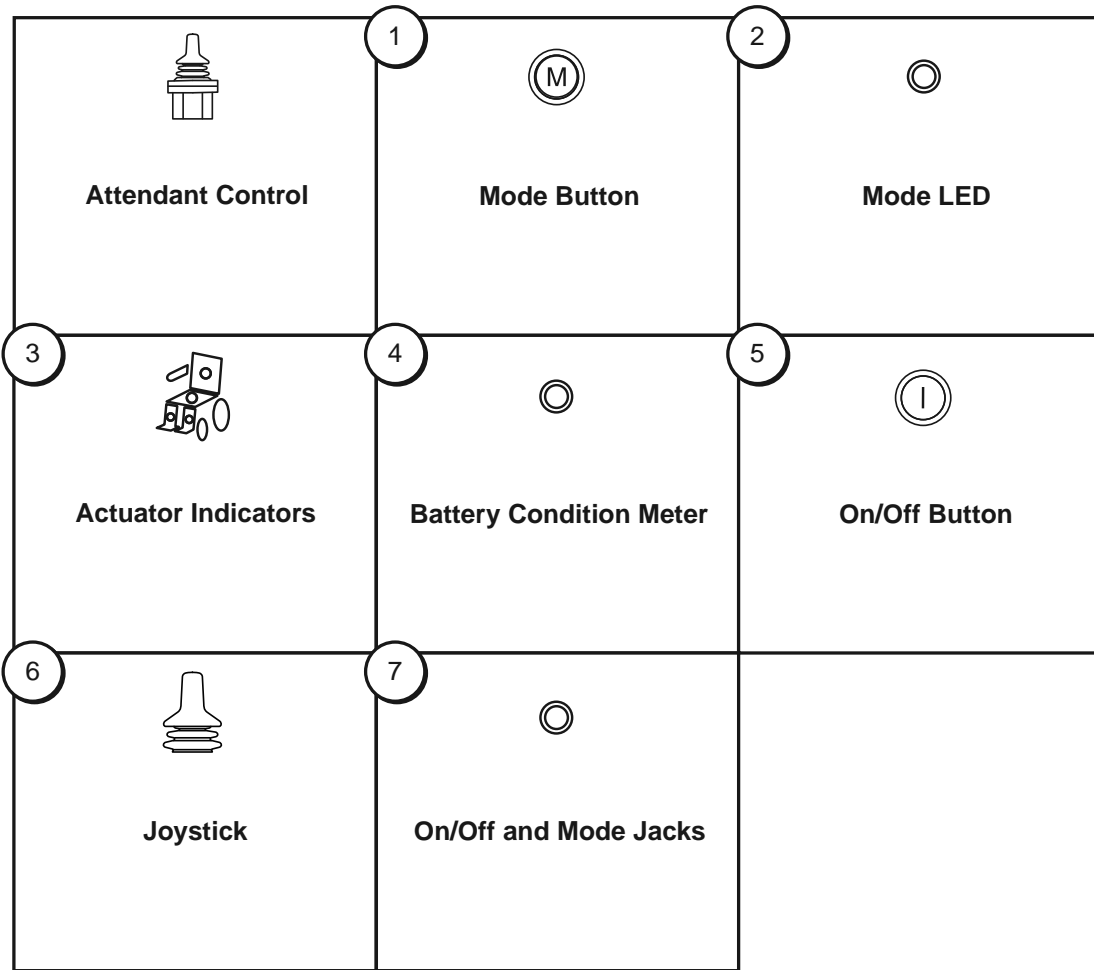 1
2
M
Attendant Control
Mode Button
Mode LED
3
4
5
I
Actuator Indicators
Battery Condition Meter
On/Off Button
6
7
Joystick
On/Off and Mode Jacks